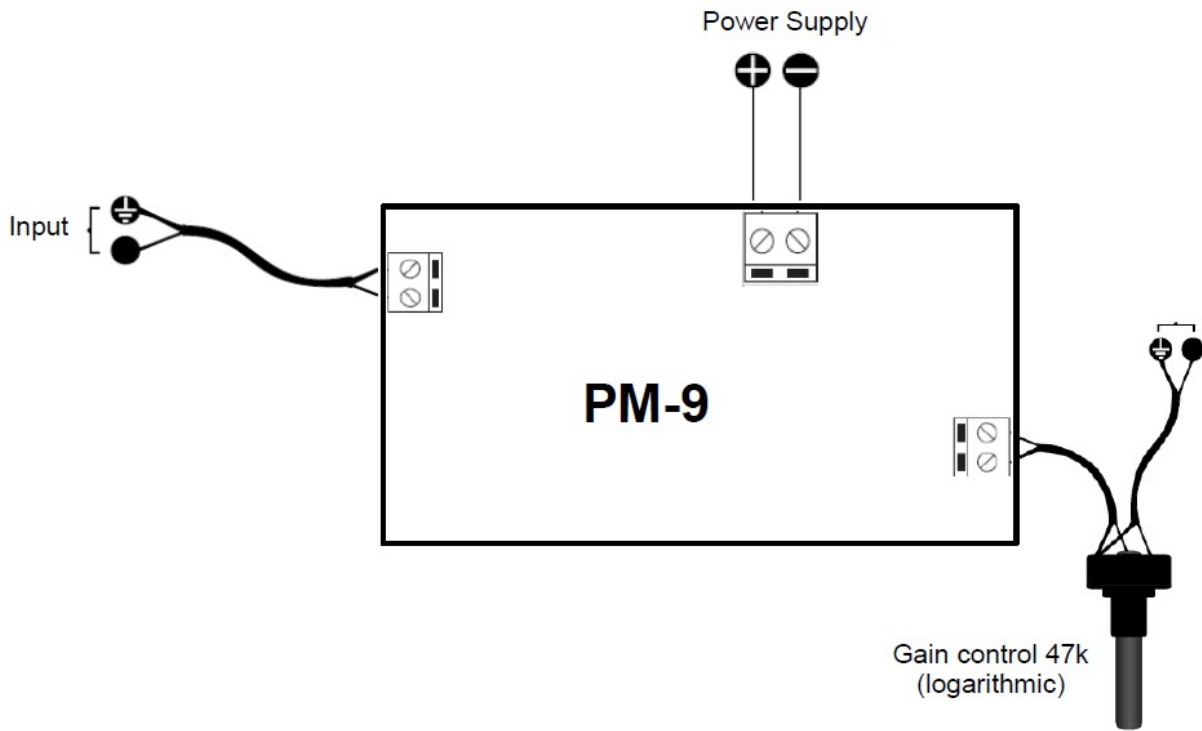 Power Supply
Input
PM-9
Gain control 47k
(logarithmic)